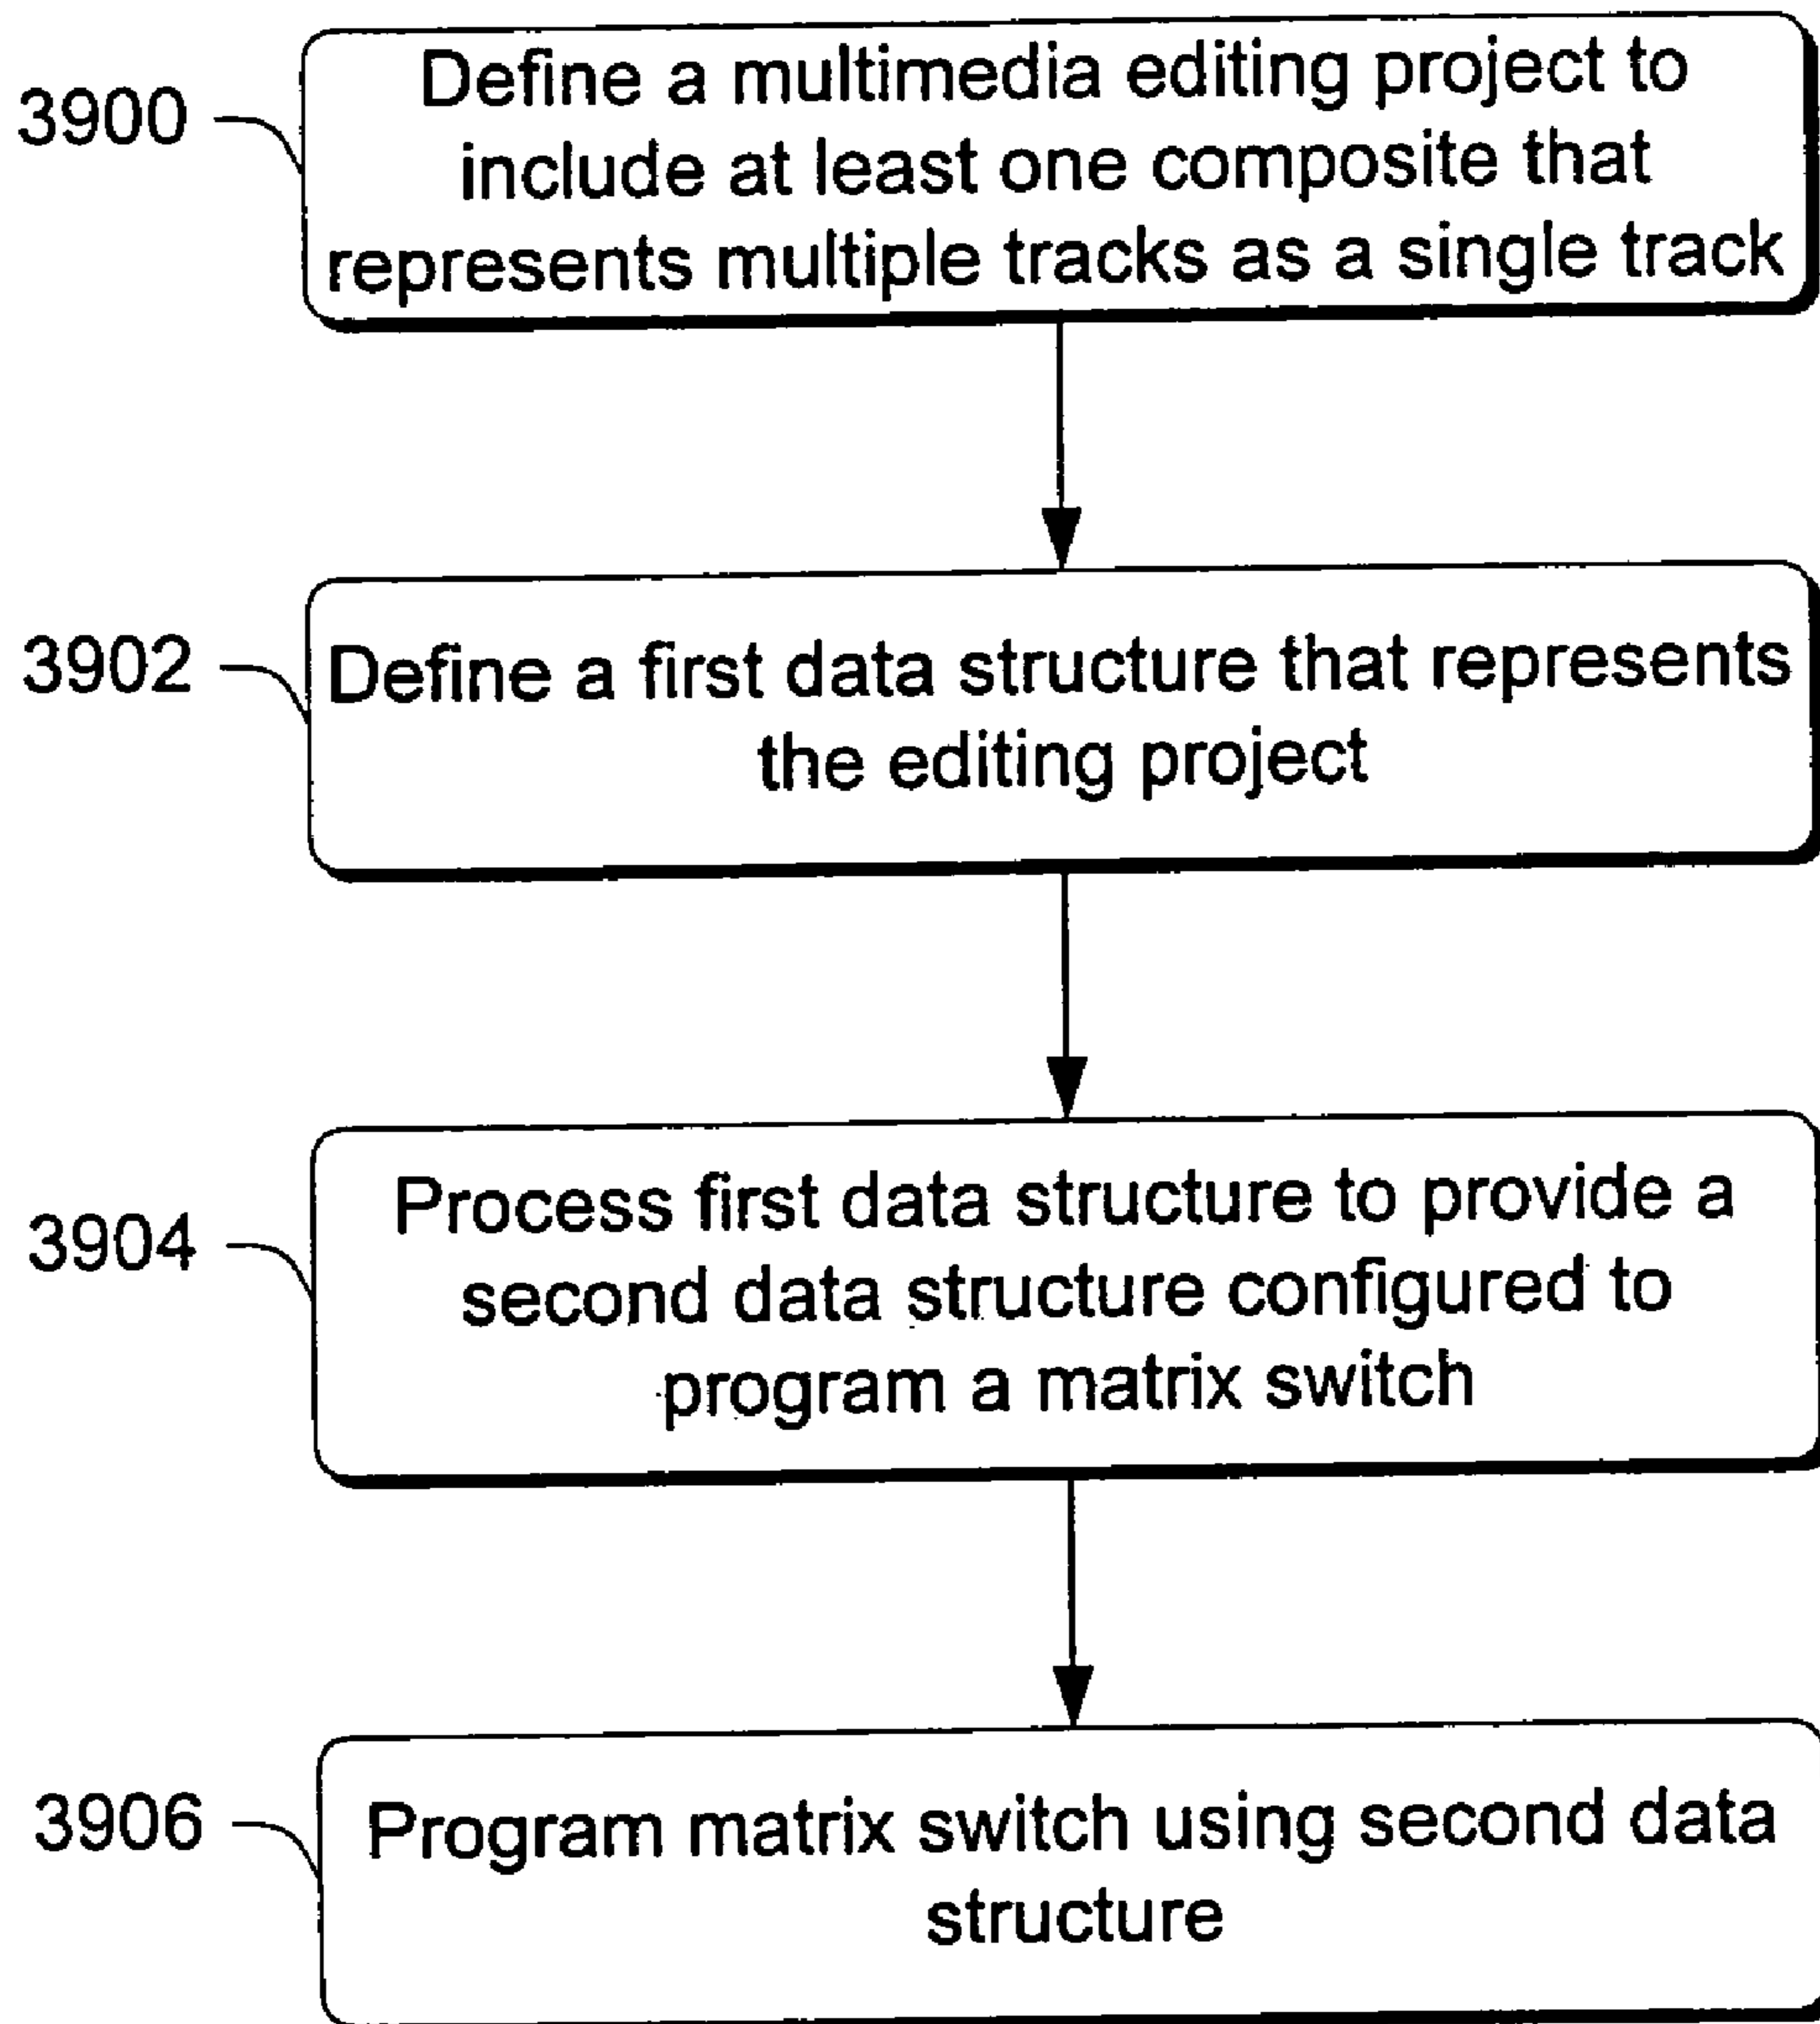 3900
Define a multimedia editing project to
include at least one composite that
represents multiple tracks as a single track
3902
Define a first data structure that represents
the editing project
3904
Process first data structure to provide a
second data structure configured to
program a matrix switch
3906
Program matrix switch using second data
structure